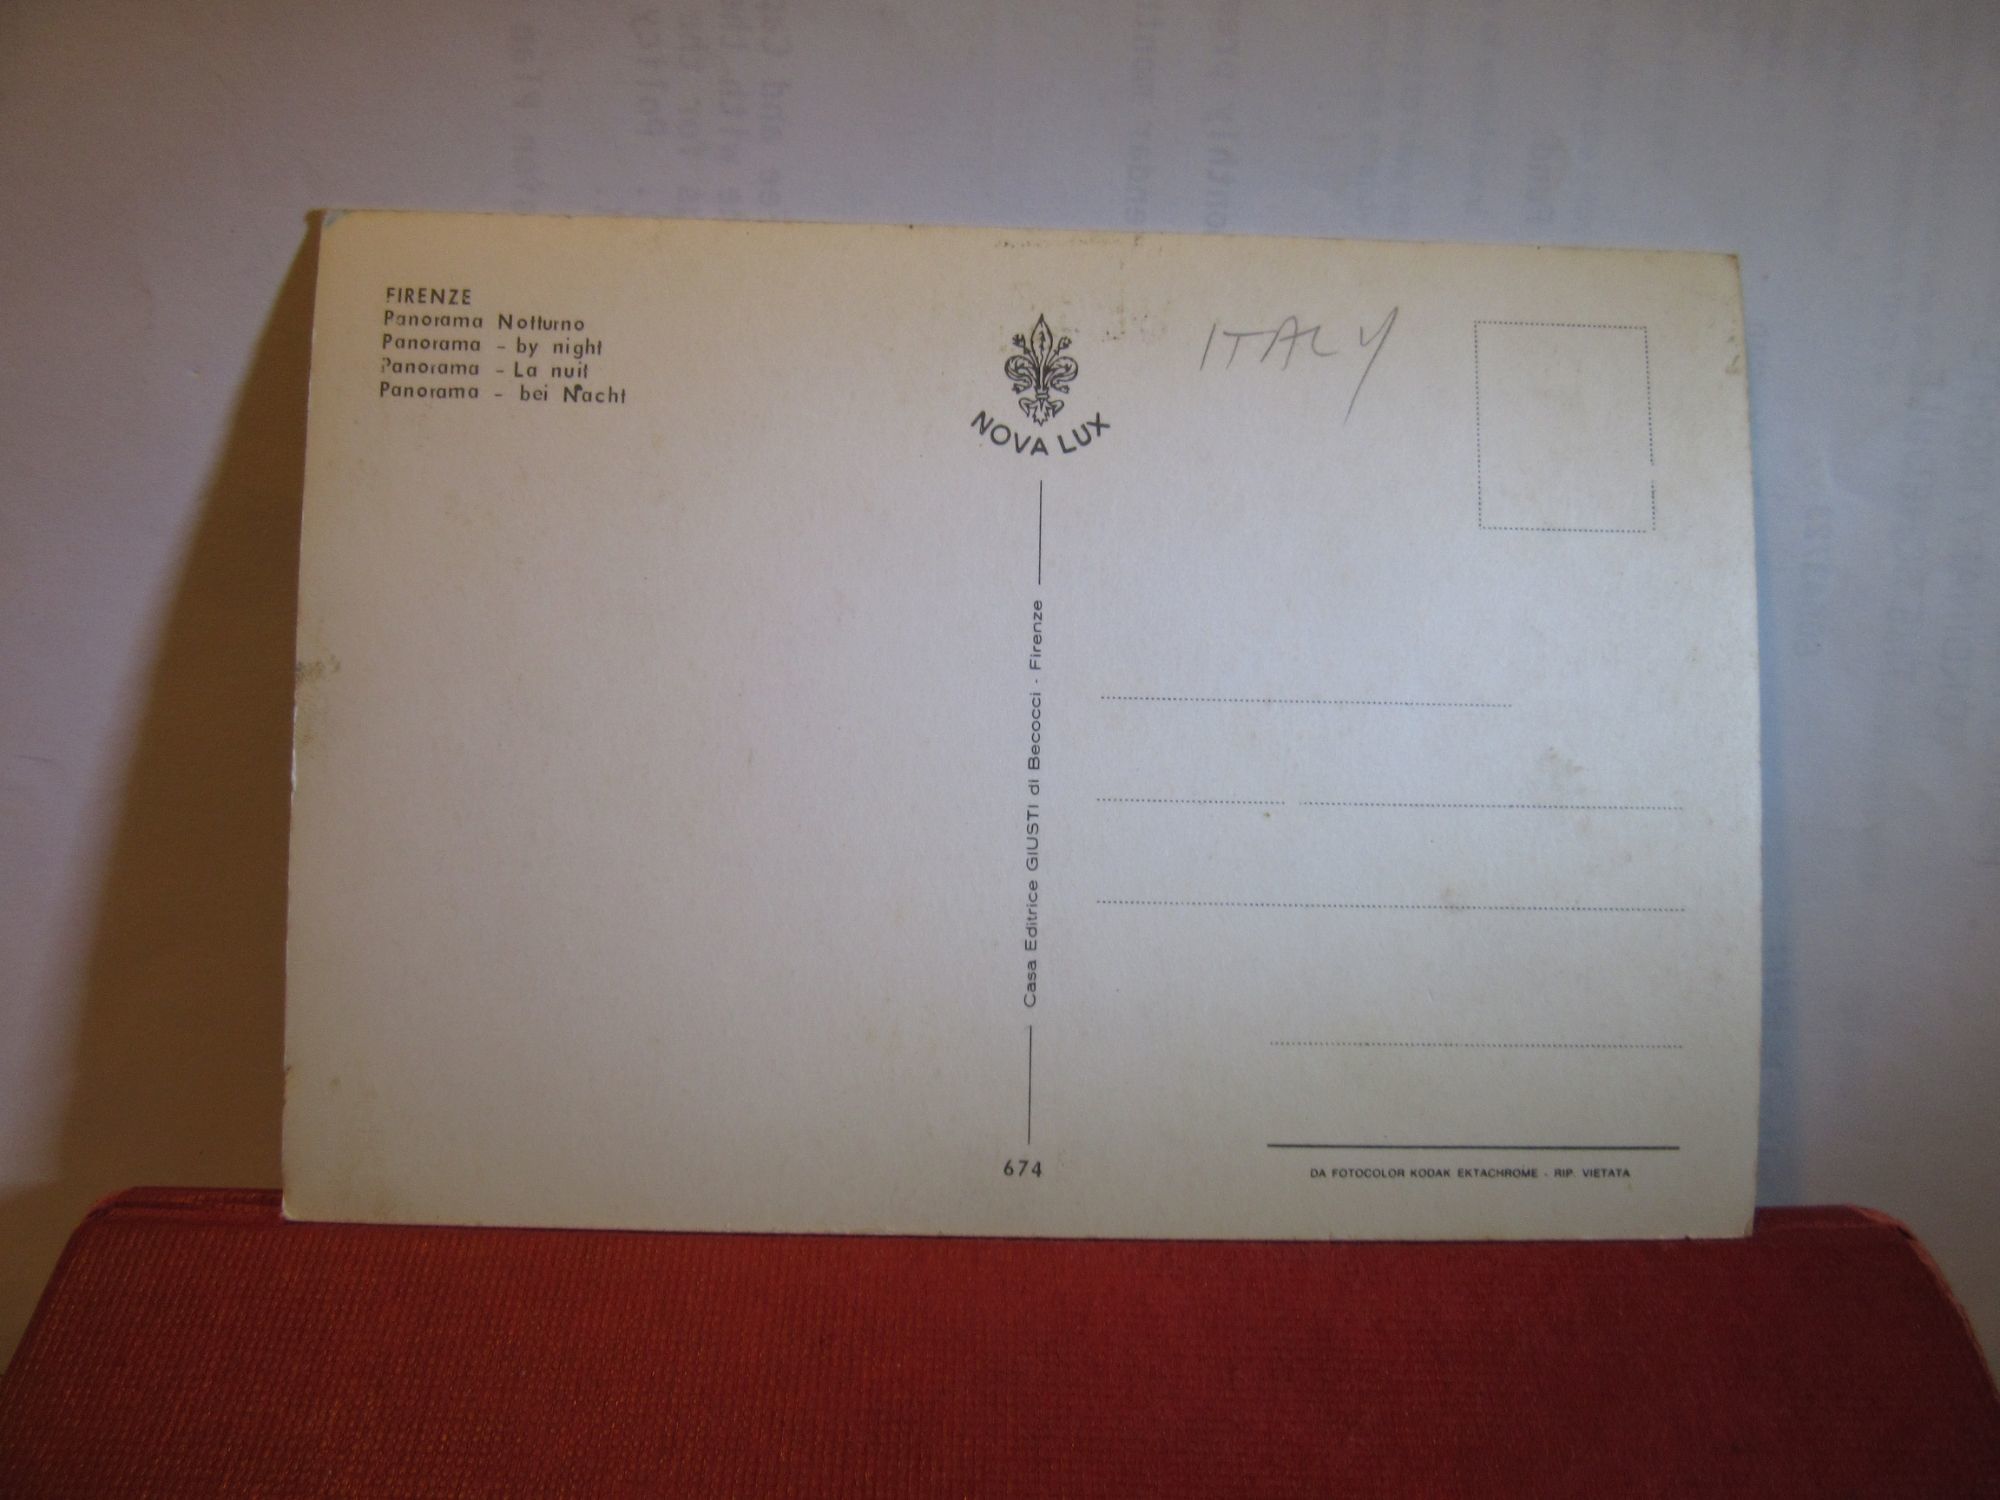 FIRENZE
Panorama Notturno
Panorama - by night
Panorama - La nuit
Panorama - bei Nacht
NOVA LUX
ITALY
Casa Editrice GIUSTI di Becocci - Firenze
674
DA FOTOCOLOR KODAK EKTACHROME - RIP. VIETATA